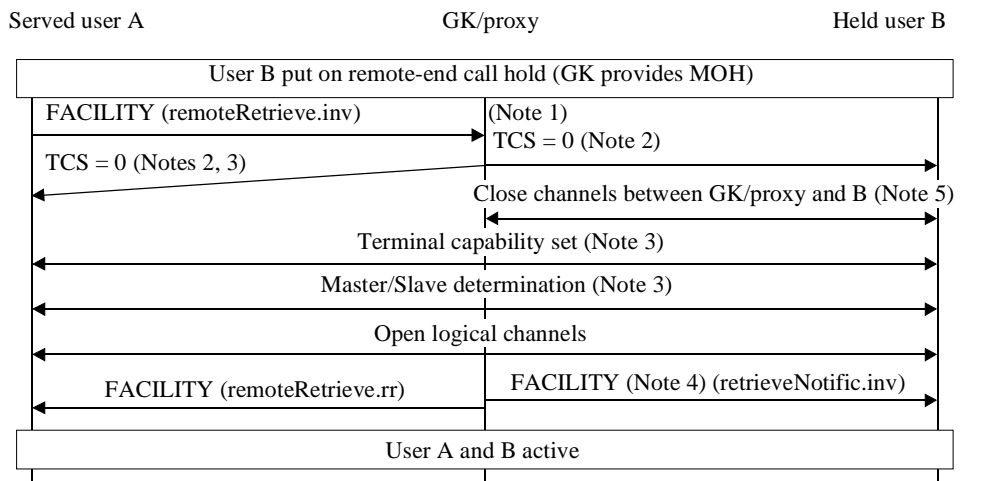 Served user A
GK/proxy
Held user B
User B put on remote-end call hold (GK provides MOH)
FACILITY (remoteRetrieve.inv)
(Note 1)
TCS = 0 (Note 2)
TCS = 0 (Notes 2, 3)
Close channels between GK/proxy and B (Note 5)
Terminal capability set (Note 3)
Master/Slave determination (Note 3)
Open logical channels
FACILITY (remoteRetrieve.rr)
FACILITY (Note 4) (retrieveNotific.inv)
User A and B active